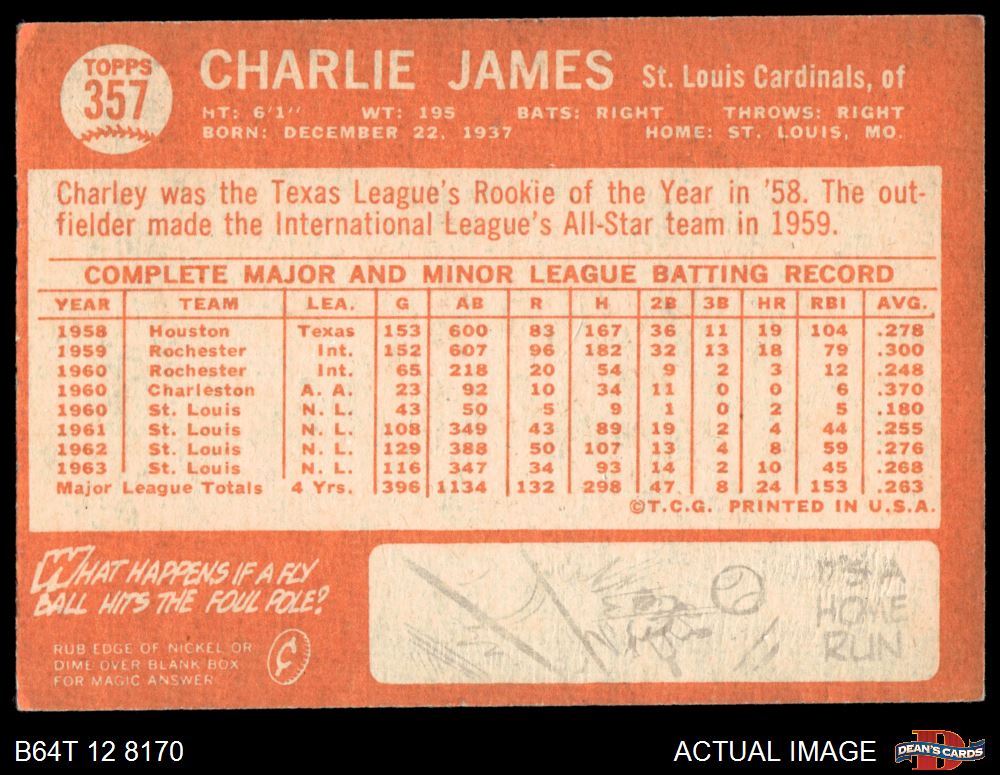 TOPPS
357
CHARLIE JAMES St. Louis Cardinals, of
HT: 6'1" WT: 195 BATS: RIGHT THROWS: RIGHT
BORN: DECEMBER 22, 1937 HOME: ST. LOUIS, MO.
Charley was the Texas League's Rookie of the Year in '58. The out-
fielder made the International League's All-Star team in 1959.
COMPLETE MAJOR AND MINOR LEAGUE BATTING RECORD
YEAR TEAM LEA. G AB R H 2B 3B HR RBI AVG.
1958 Houston Texas 153 600 83 167 36 11 19 104 .278
1959 Rochester Int. 152 607 96 182 32 13 18 79 .300
1960 Rochester Int. 65 218 20 54 9 2 3 12 .248
1960 Charleston A. A. 23 92 10 34 11 0 0 6 .370
1960 St. Louis N. L. 43 50 5 9 1 0 2 5 .180
1961 St. Louis N. L. 108 349 43 89 19 2 4 44 .255
1962 St. Louis N. L. 129 388 50 107 13 4 8 59 .276
1963 St. Louis N. L. 116 347 34 93 14 2 10 45 .268
Major League Totals 4 Yrs. 396 1134 132 298 47 8 24 153 .263
©T.C.G. PRINTED IN U.S.A.
WHAT HAPPENS IF A FLY
BALL HITS THE FOUL POLE?
RUB EDGE OF NICKEL OR
DIME OVER BLANK BOX
FOR MAGIC ANSWER
¢
IT'S A
HOME
RUN
B64T 12 8170
ACTUAL IMAGE
DEAN'S CARDS